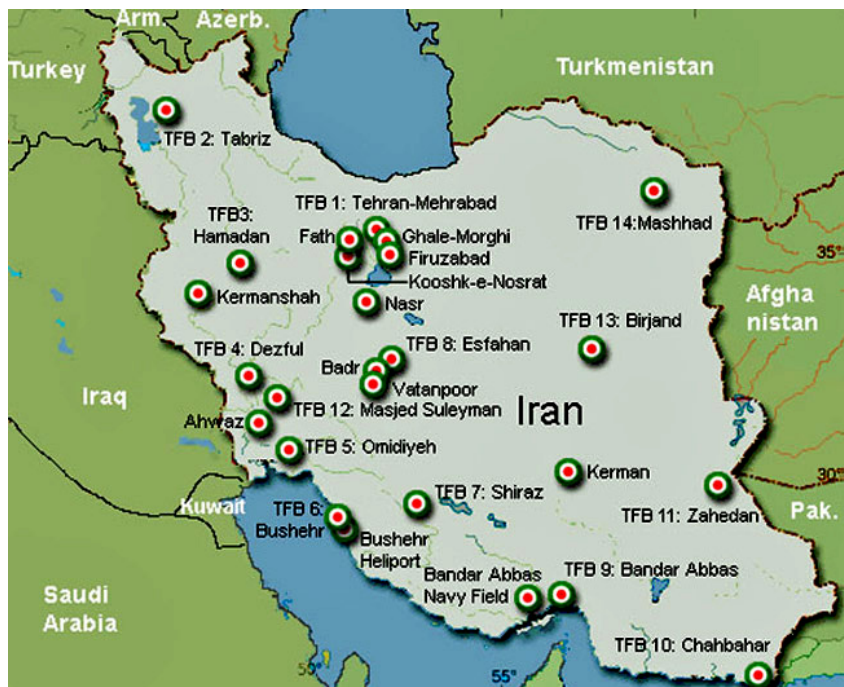 Arm.
Azerb.
Turkey
Turkmenistan
TFB 2: Tabriz
TFB 1: Tehran-Mehrabad
TFB 14:Mashhad
TFB3:
Hamadan
Fath
Ghale-Morghi
Firuzabad
35°
Kooshk-e-Nosrat
Kermanshah
Nasr
Afgha
nistan
TFB 13: Birjand
TFB 4: Dezful
TFB 8: Esfahan
Badr
Vatanpoor
Iraq
TFB 12: Masjed Suleyman
Iran
Ahwaz
TFB 5: Omidiyeh
Kerman
30°
TFB 7: Shiraz
Kuwait
TFB 6:
Bushehr
TFB 11: Zahedan
Pak.
Bushehr
Heliport
Bandar Abbas
Navy Field
TFB 9: Bandar Abbas
Saudi
Arabia
TFB 10: Chahbahar
50°
55°